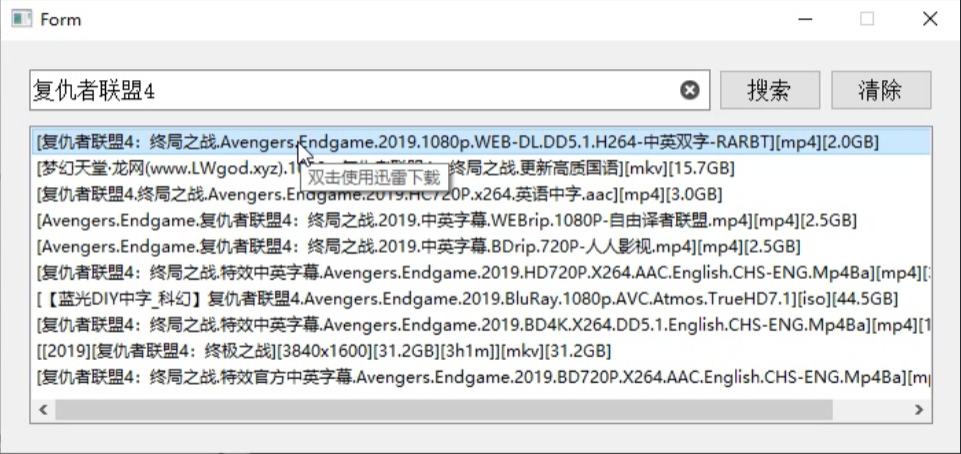 Form
复仇者联盟4
搜索
清除
[复仇者联盟4：终局之战.Avengers.Endgame.2019.1080p.WEB-DL.DD5.1.H264-中英双字-RARBT][mp4][2.0GB]
[梦幻天堂·龙网(www.LWgod.xyz).1 终局之战.更新高质国语][mkv][15.7GB]
双击使用迅雷下载
[复仇者联盟4.终局之战.Avengers.Endgame.2019.HC720P.x264.英语中字.aac][mp4][3.0GB]
[Avengers.Endgame.复仇者联盟4：终局之战.2019.中英字幕.WEBrip.1080P-自由译者联盟.mp4][mp4][2.5GB]
[Avengers.Endgame.复仇者联盟4：终局之战.2019.中英字幕.BDrip.720P-人人影视.mp4][mp4][2.5GB]
[复仇者联盟4：终局之战.特效中英字幕.Avengers.Endgame.2019.HD720P.X264.AAC.English.CHS-ENG.Mp4Ba][mp4][
[【蓝光DIY中字_科幻】复仇者联盟4.Avengers.Endgame.2019.BluRay.1080p.AVC.Atmos.TrueHD7.1][iso][44.5GB]
[复仇者联盟4：终局之战.特效中英字幕.Avengers.Endgame.2019.BD4K.X264.DD5.1.English.CHS-ENG.Mp4Ba][mp4][1
[[2019][复仇者联盟4：终极之战][3840x1600][31.2GB][3h1m]][mkv][31.2GB]
[复仇者联盟4：终局之战.特效官方中英字幕.Avengers.Endgame.2019.BD720P.X264.AAC.English.CHS-ENG.Mp4Ba][m